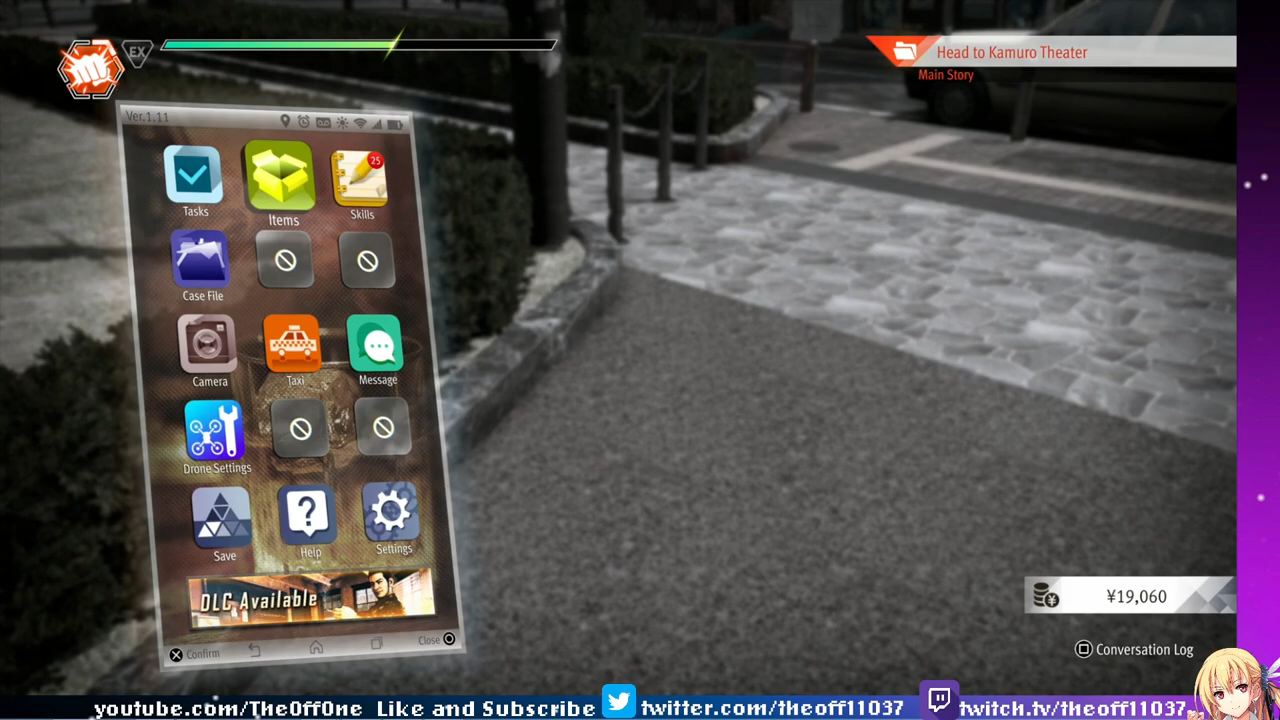 EX
Head to Kamuro Theater
Main Story
Ver.1.11
Tasks
Items
25
Skills
Case File
Camera
Taxi
Message
Drone Settings
Save
Help
Settings
DLC Available
Confirm
Close
¥19,060
Conversation Log
youtube.com/TheOffOne Like and Subscribe twitter.com/theoff11037 twitch.tv/theoff11037